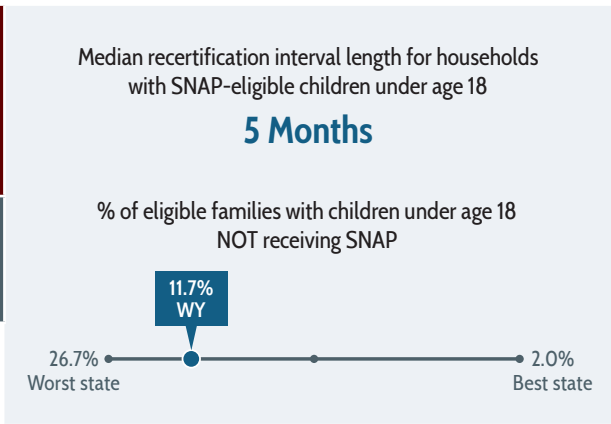 Median recertification interval length for households
with SNAP-eligible children under age 18
5 Months
% of eligible families with children under age 18
NOT receiving SNAP
11.7%
WY
26.7%
2.0%
Worst state
Best state